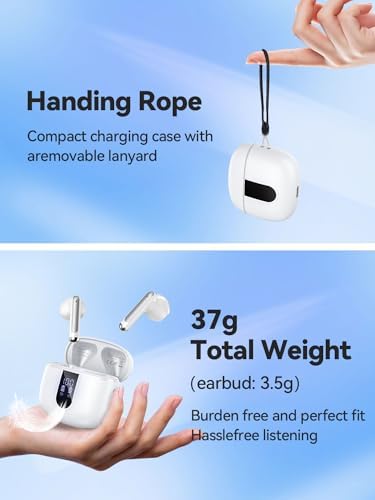 Handing Rope
Compact charging case with
aremovable lanyard
37g
Total Weight
(earbud: 3.5g)
Burden free and perfect fit
Hasslefree listening